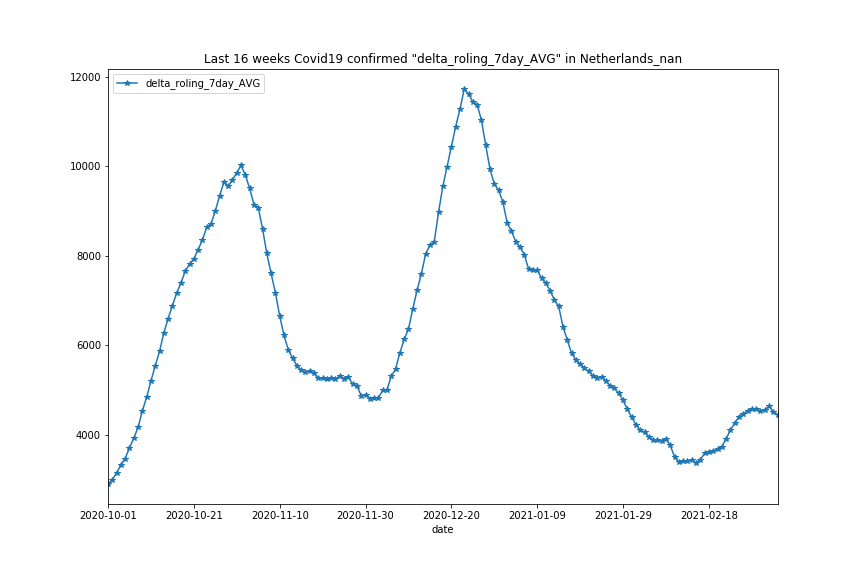 Last 16 weeks Covid19 confirmed "delta_roling_7day_AVG" in Netherlands_nan
delta_roling_7day_AVG
12000
10000
8000
6000
4000
2020-10-01 2020-10-21 2020-11-10 2020-11-30 2020-12-20 2021-01-09 2021-01-29 2021-02-18
date